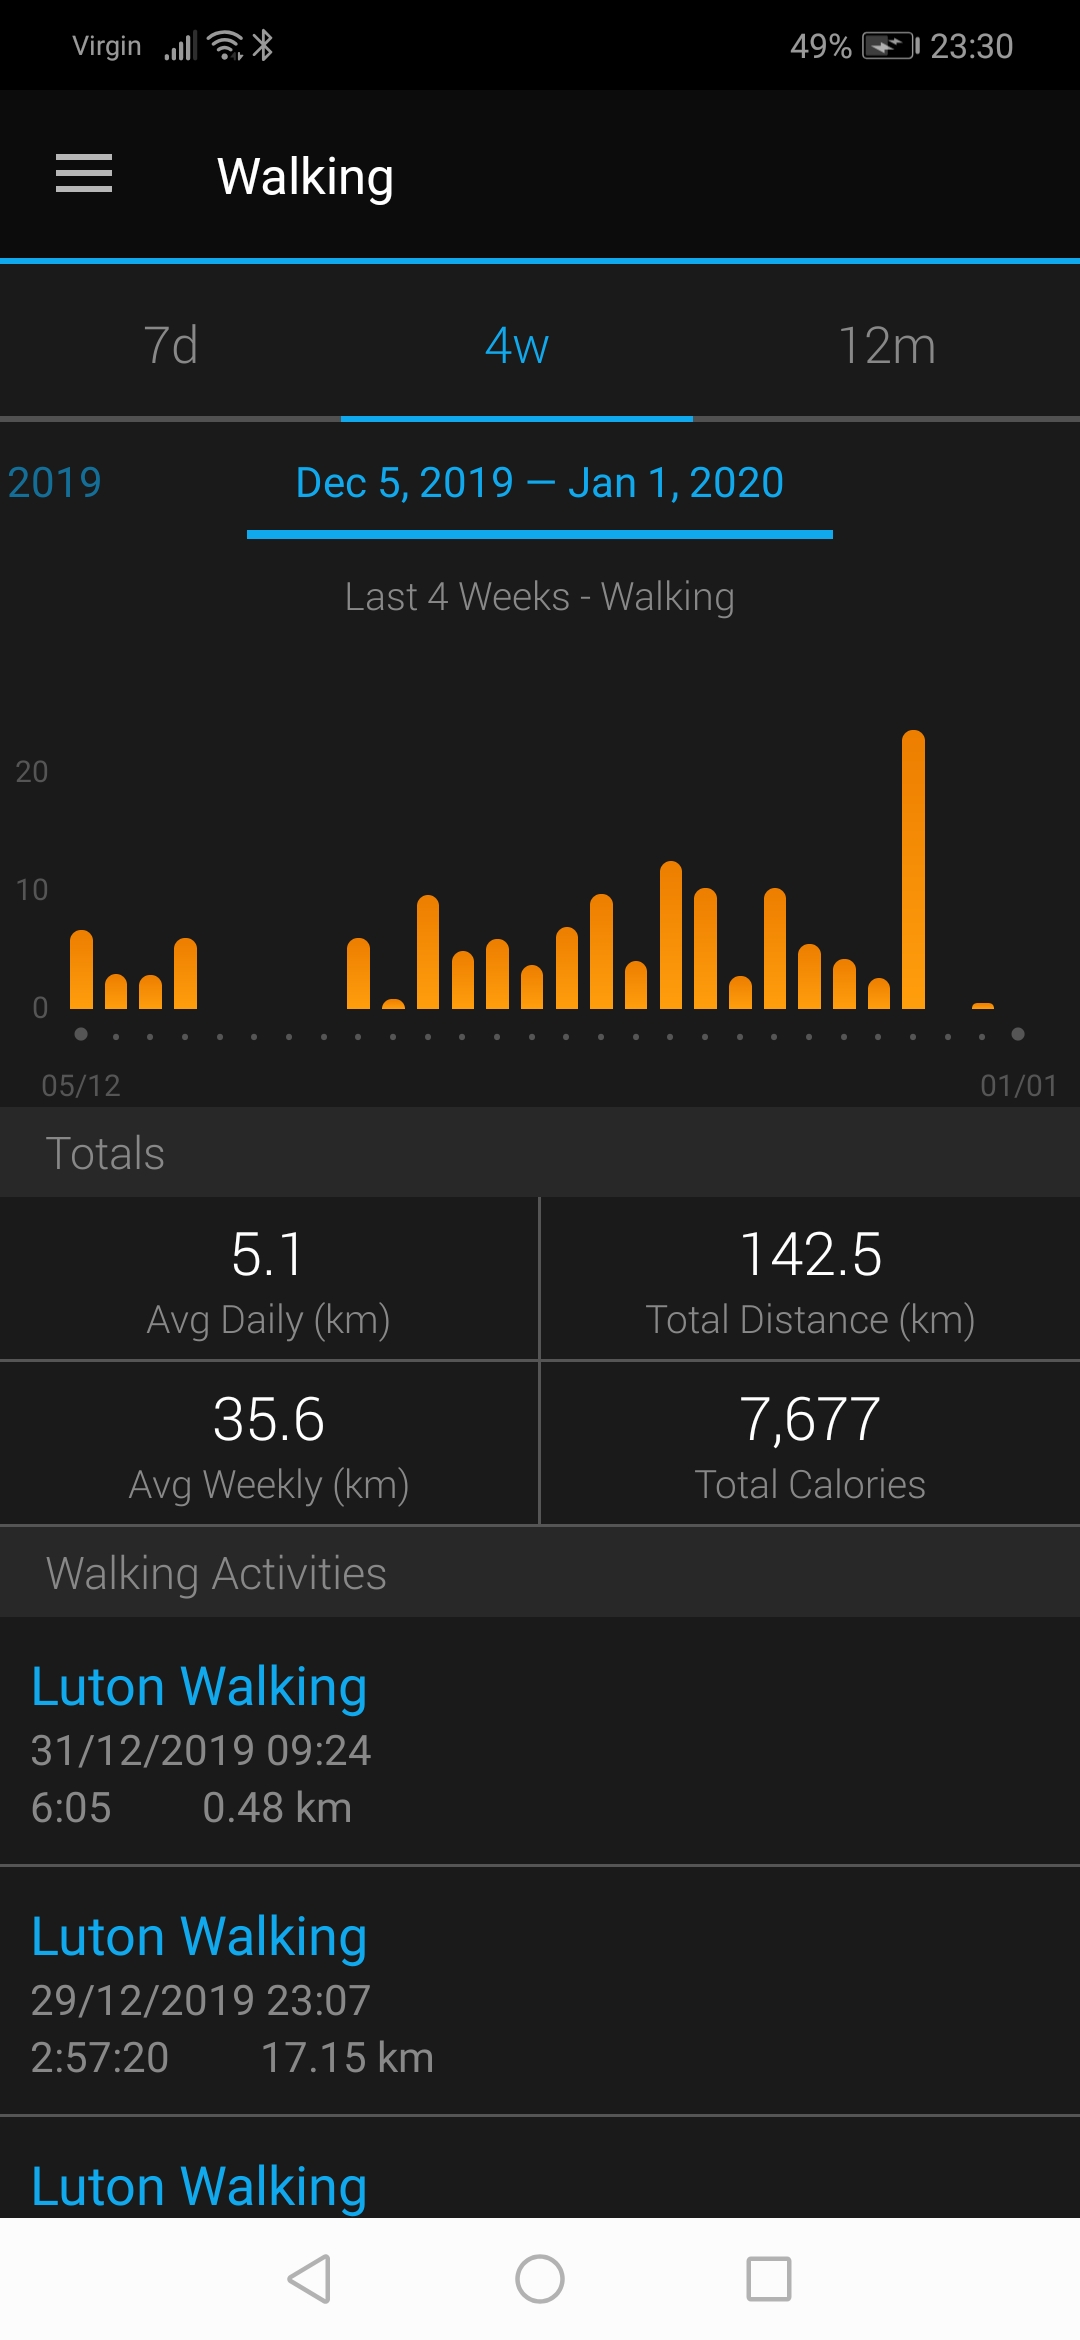 Virgin 49% 23:30
Walking
7d 4w 12m
2019 Dec 5, 2019 — Jan 1, 2020
Last 4 Weeks - Walking
20
10
0
05/12 01/01
Totals
5.1 142.5
Avg Daily (km) Total Distance (km)
35.6 7,677
Avg Weekly (km) Total Calories
Walking Activities
Luton Walking
31/12/2019 09:24
6:05 0.48 km
Luton Walking
29/12/2019 23:07
2:57:20 17.15 km
Luton Walking